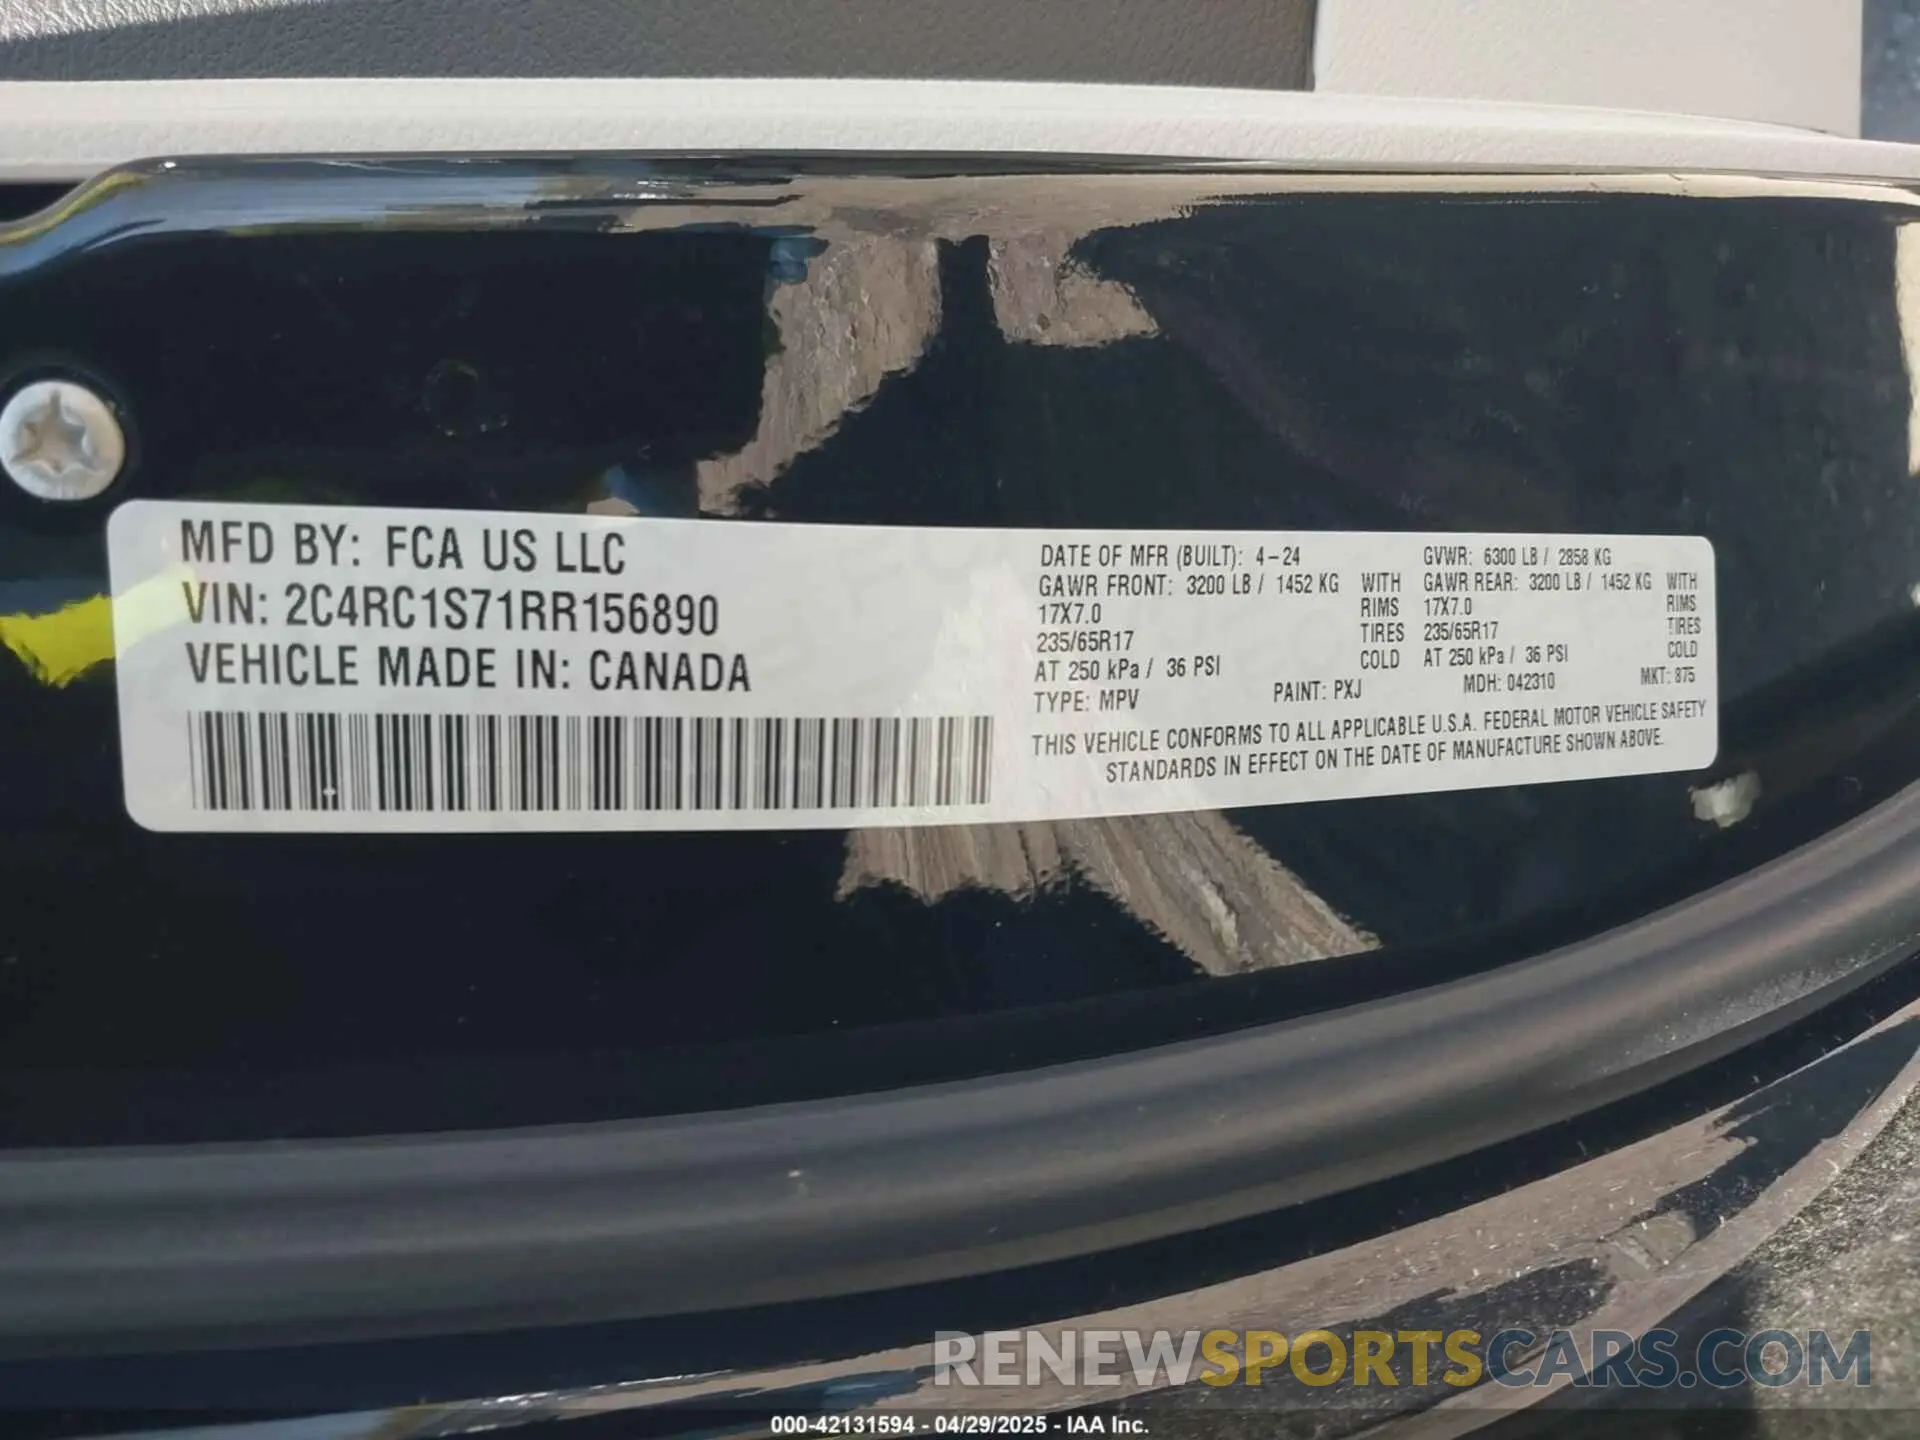 MFD BY: FCA US LLC
VIN: 2C4RC1S71RR156890
VEHICLE MADE IN: CANADA
DATE OF MFR (BUILT): 4-24 GVWR: 6300 LB / 2858 KG
GAWR FRONT: 3200 LB / 1452 KG WITH GAWR REAR: 3200 LB / 1452 KG WITH
17X7.0 RIMS 17X7.0 RIMS
235/65R17 TIRES 235/65R17 TIRES
AT 250 kPa / 36 PSI COLD AT 250 kPa / 36 PSI COLD
TYPE: MPV PAINT: PXJ MDH: 042310 MKT: 875
THIS VEHICLE CONFORMS TO ALL APPLICABLE U.S.A. FEDERAL MOTOR VEHICLE SAFETY
STANDARDS IN EFFECT ON THE DATE OF MANUFACTURE SHOWN ABOVE.
RENEWSPORTSCARS.COM
000-42131594 - 04/29/2025 - IAA Inc.